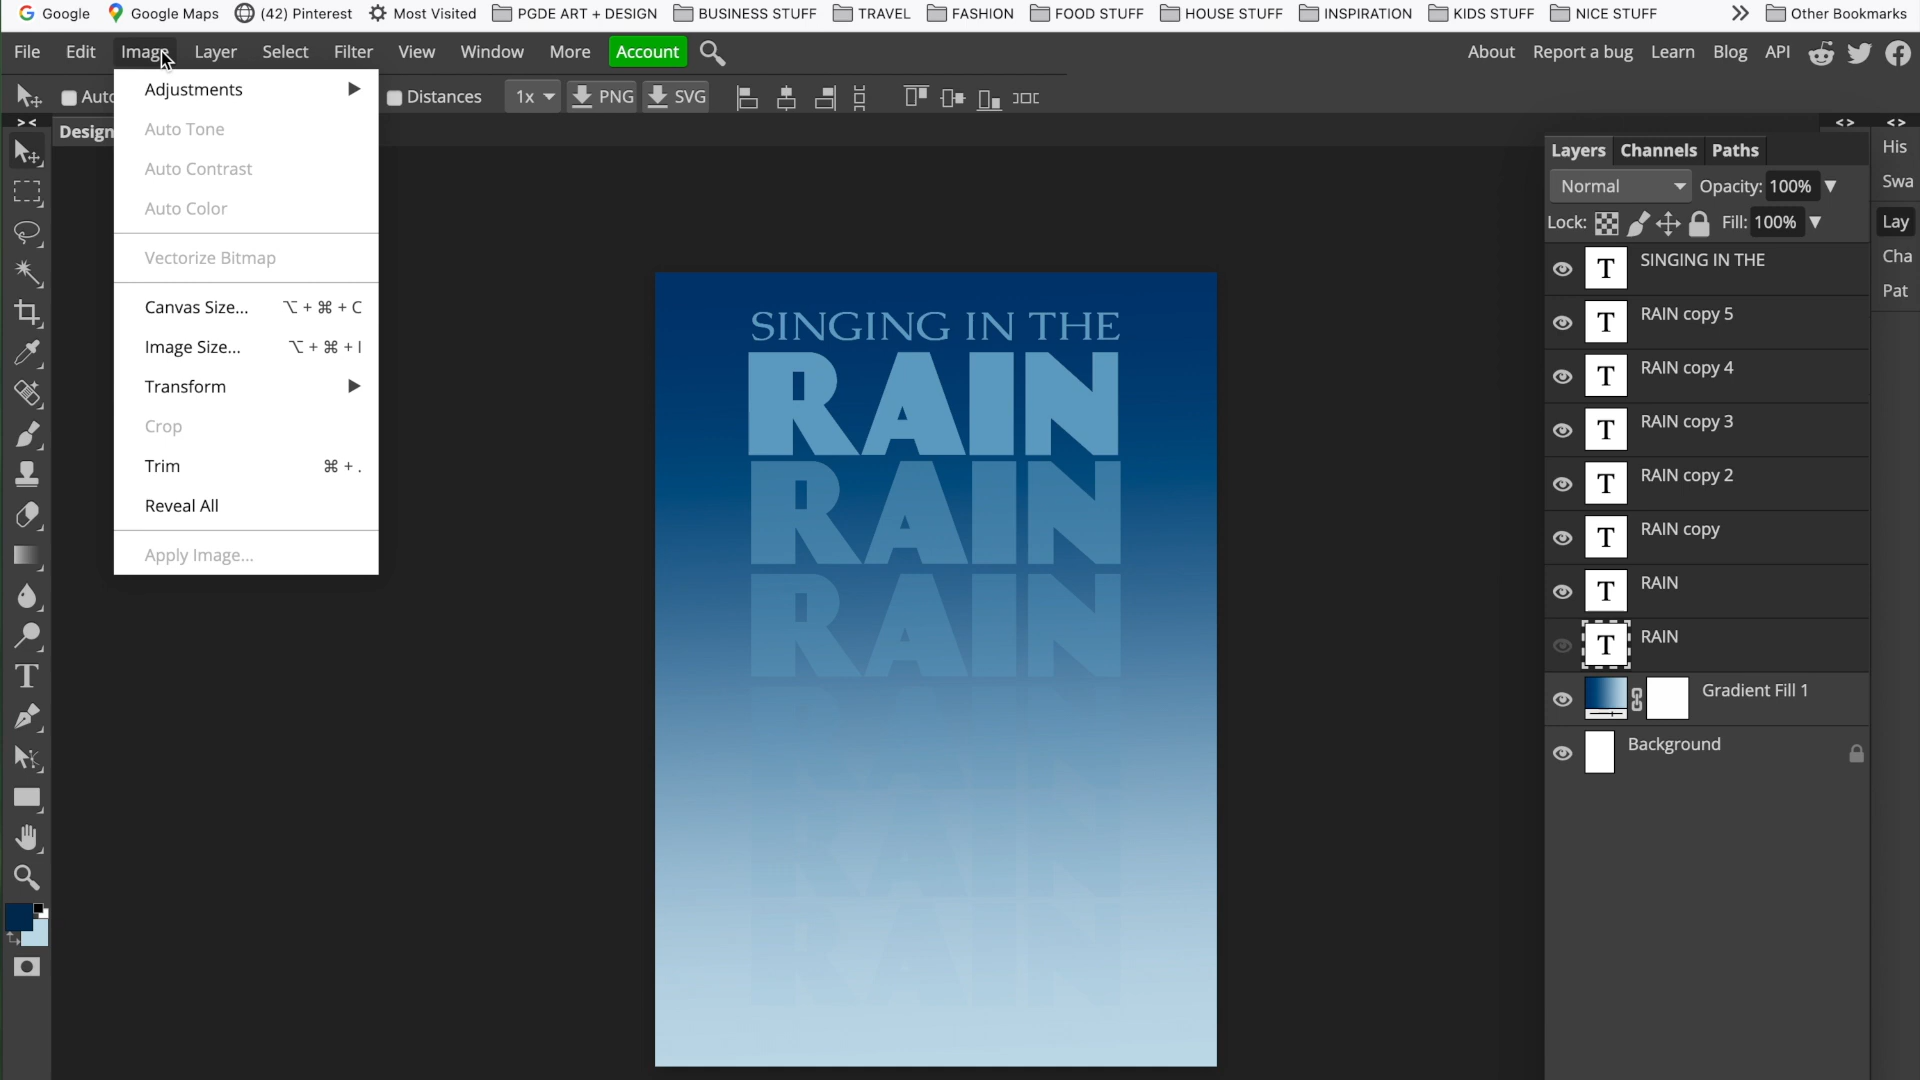 Google
Google Maps
(42) Pinterest
Most Visited
PGDE ART + DESIGN
BUSINESS STUFF
TRAVEL
FASHION
FOOD STUFF
HOUSE STUFF
INSPIRATION
KIDS STUFF
NICE STUFF
Other Bookmarks
File Edit Image Layer Select Filter View Window More Account
About Report a bug Learn Blog API
Auto
Distances
1x
PNG
SVG
Design
Adjustments
Auto Tone
Auto Contrast
Auto Color
Vectorize Bitmap
Canvas Size... ⌥ + ⌘ + C
Image Size... ⌥ + ⌘ + I
Transform
Crop
Trim ⌘ + .
Reveal All
Apply Image...
SINGING IN THE
RAIN
RAIN
RAIN
RAIN
RAIN
RAIN
Layers Channels Paths
Normal
Opacity: 100%
Lock:
Fill: 100%
T SINGING IN THE
T RAIN copy 5
T RAIN copy 4
T RAIN copy 3
T RAIN copy 2
T RAIN copy
T RAIN
T RAIN
Gradient Fill 1
Background
His
Swa
Lay
Cha
Pat